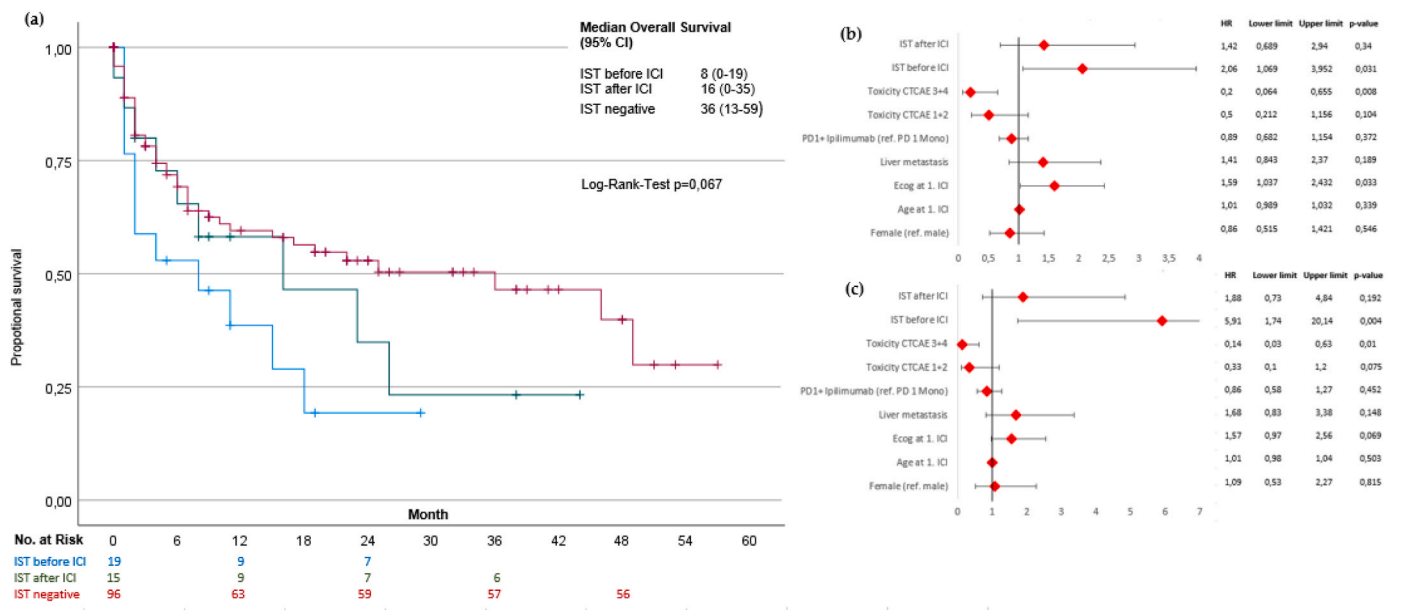 (a)
Median Overall Survival
(95% CI)
IST before ICI 8 (0-19)
IST after ICI 16 (0-35)
IST negative 36 (13-59)
Log-Rank-Test p=0,067
Propotional survival
1,00
0,75
0,50
0,25
0,00
Month
No. at Risk 0 6 12 18 24 30 36 42 48 54 60
IST before ICI 19 9 7
IST after ICI 15 9 7 6
IST negative 96 63 59 57 56
(b)
HR Lower limit Upper limit p-value
IST after ICI 1,42 0,689 2,94 0,34
IST before ICI 2,06 1,069 3,952 0,031
Toxicity CTCAE 3+4 0,2 0,064 0,655 0,008
Toxicity CTCAE 1+2 0,5 0,212 1,156 0,104
PD1+ Ipilimumab (ref. PD 1 Mono) 0,89 0,682 1,154 0,372
Liver metastasis 1,41 0,843 2,37 0,189
Ecog at 1. ICI 1,59 1,037 2,432 0,033
Age at 1. ICI 1,01 0,989 1,032 0,339
Female (ref. male) 0,86 0,515 1,421 0,546
0 0,5 1 1,5 2 2,5 3 3,5 4
(c)
HR Lower limit Upper limit p-value
IST after ICI 1,88 0,73 4,84 0,192
IST before ICI 5,91 1,74 20,14 0,004
Toxicity CTCAE 3+4 0,14 0,03 0,63 0,01
Toxicity CTCAE 1+2 0,33 0,1 1,2 0,075
PD1+ Ipilimumab (ref. PD 1 Mono) 0,86 0,58 1,27 0,452
Liver metastasis 1,68 0,83 3,38 0,148
Ecog at 1. ICI 1,57 0,97 2,56 0,069
Age at 1. ICI 1,01 0,98 1,04 0,503
Female (ref. male) 1,09 0,53 2,27 0,815
0 1 2 3 4 5 6 7